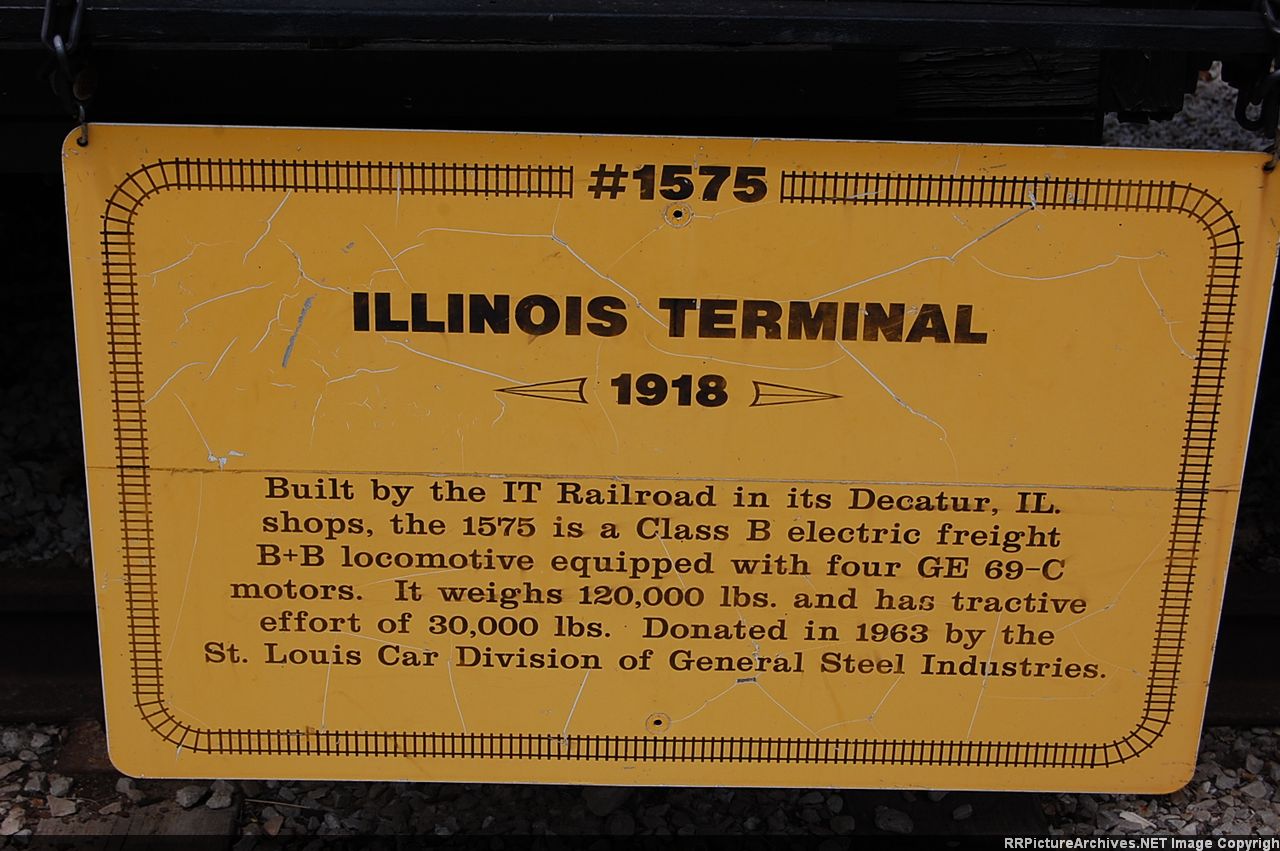 #1575
ILLINOIS TERMINAL
1918
Built by the IT Railroad in its Decatur, IL.
shops, the 1575 is a Class B electric freight
B+B locomotive equipped with four GE 69-C
motors. It weighs 120,000 lbs. and has tractive
effort of 30,000 lbs. Donated in 1963 by the
St. Louis Car Division of General Steel Industries.
RRPictureArchives.NET Image Copyrigh